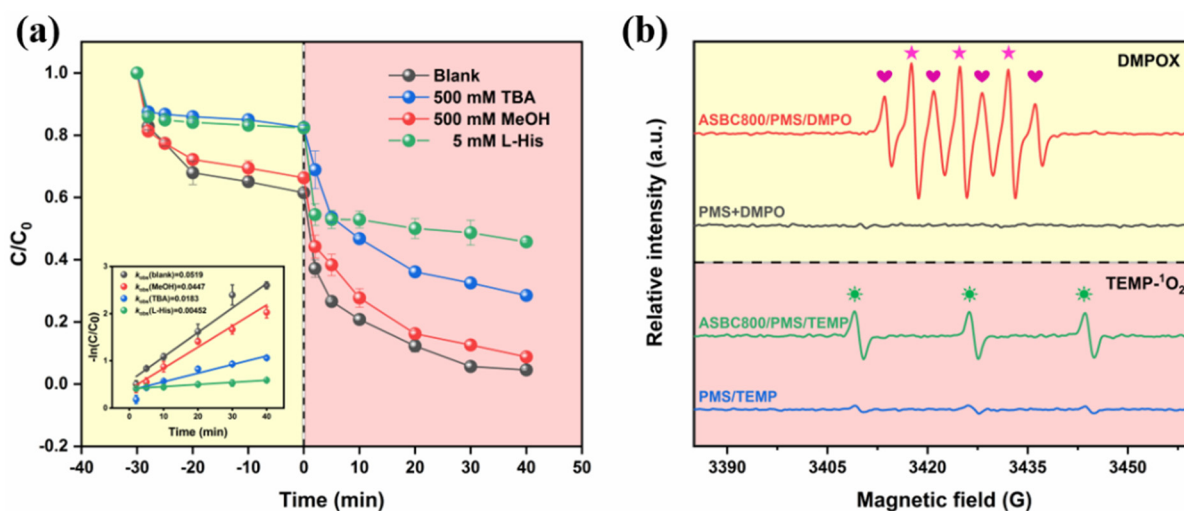 (a)
C/C0
1.0
0.8
0.6
0.4
0.2
0.0
-0.2
Blank
500 mM TBA
500 mM MeOH
5 mM L-His
-ln(C/C0)
3
2
1
0
kobs(blank)=0.0519
kobs(MeOH)=0.0447
kobs(TBA)=0.0183
kobs(L-His)=0.00452
0 10 20 30 40
Time (min)
-40 -30 -20 -10 0 10 20 30 40 50
Time (min)
(b)
Relative intensity (a.u.)
DMPOX
ASBC800/PMS/DMPO
PMS+DMPO
TEMP-¹O₂
ASBC800/PMS/TEMP
PMS/TEMP
3390 3405 3420 3435 3450
Magnetic field (G)